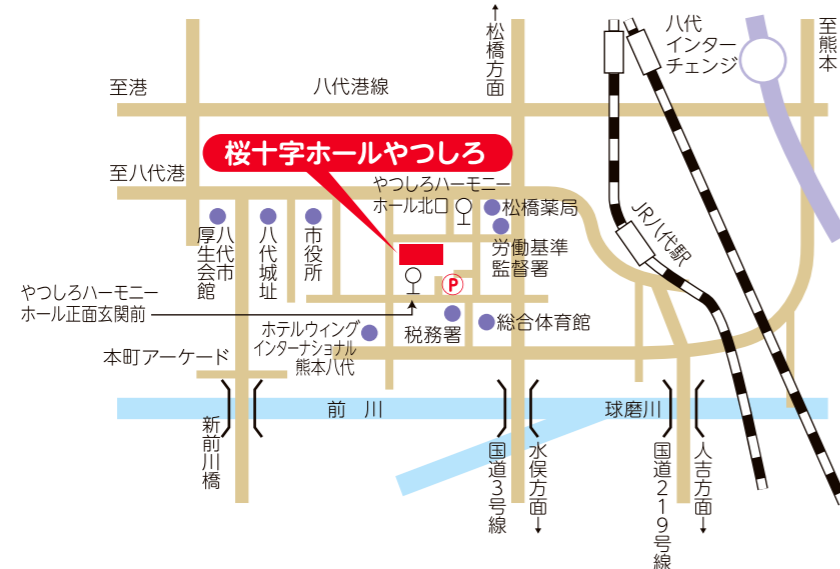 ↑松橋方面
八代
インター
チェンジ
至熊本
至港
八代港線
桜十字ホールやつしろ
至八代港
やつしろハーモニー
ホール北口
松橋薬局
労働基準
監督署
JR八代駅
八代市
厚生会館
八代城址
市役所
P
やつしろハーモニー
ホール正面玄関前
ホテルウィング
インターナショナル
熊本八代
税務署
総合体育館
本町アーケード
前川
球磨川
新前川橋
国道3号線
水俣方面↓
国道219号線
人吉方面↓